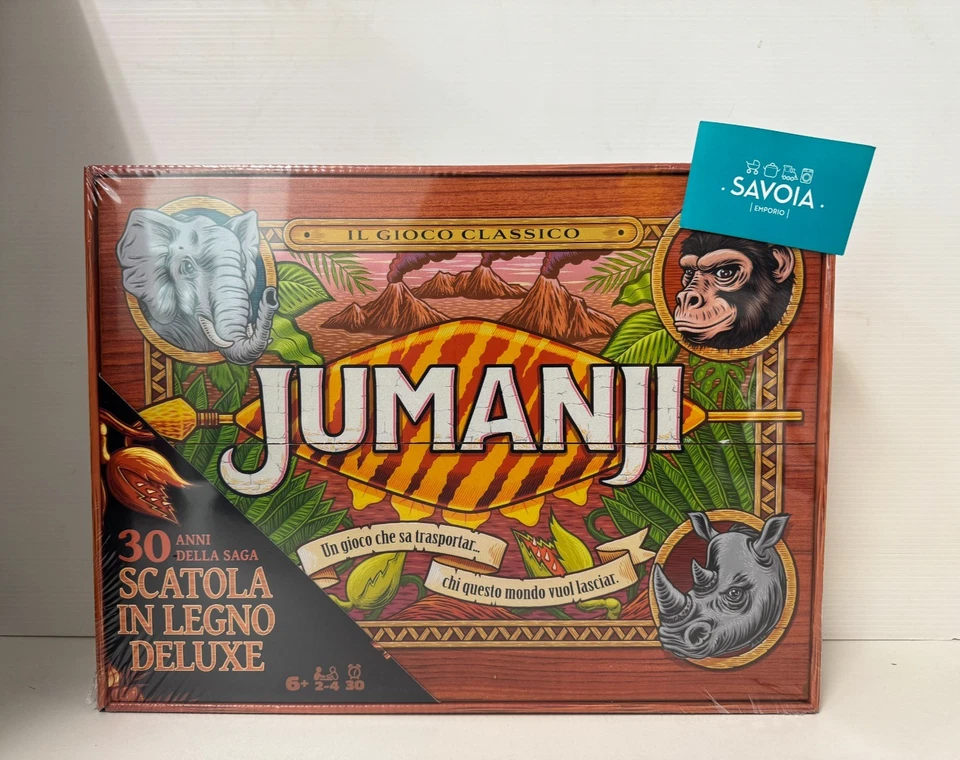 · SAVOIA ·
| EMPORIO |
IL GIOCO CLASSICO
JUMANJI
Un gioco che sa trasportar...
chi questo mondo vuol lasciar.
30 ANNI
DELLA SAGA
SCATOLA
IN LEGNO
DELUXE
6+ 2-4 30